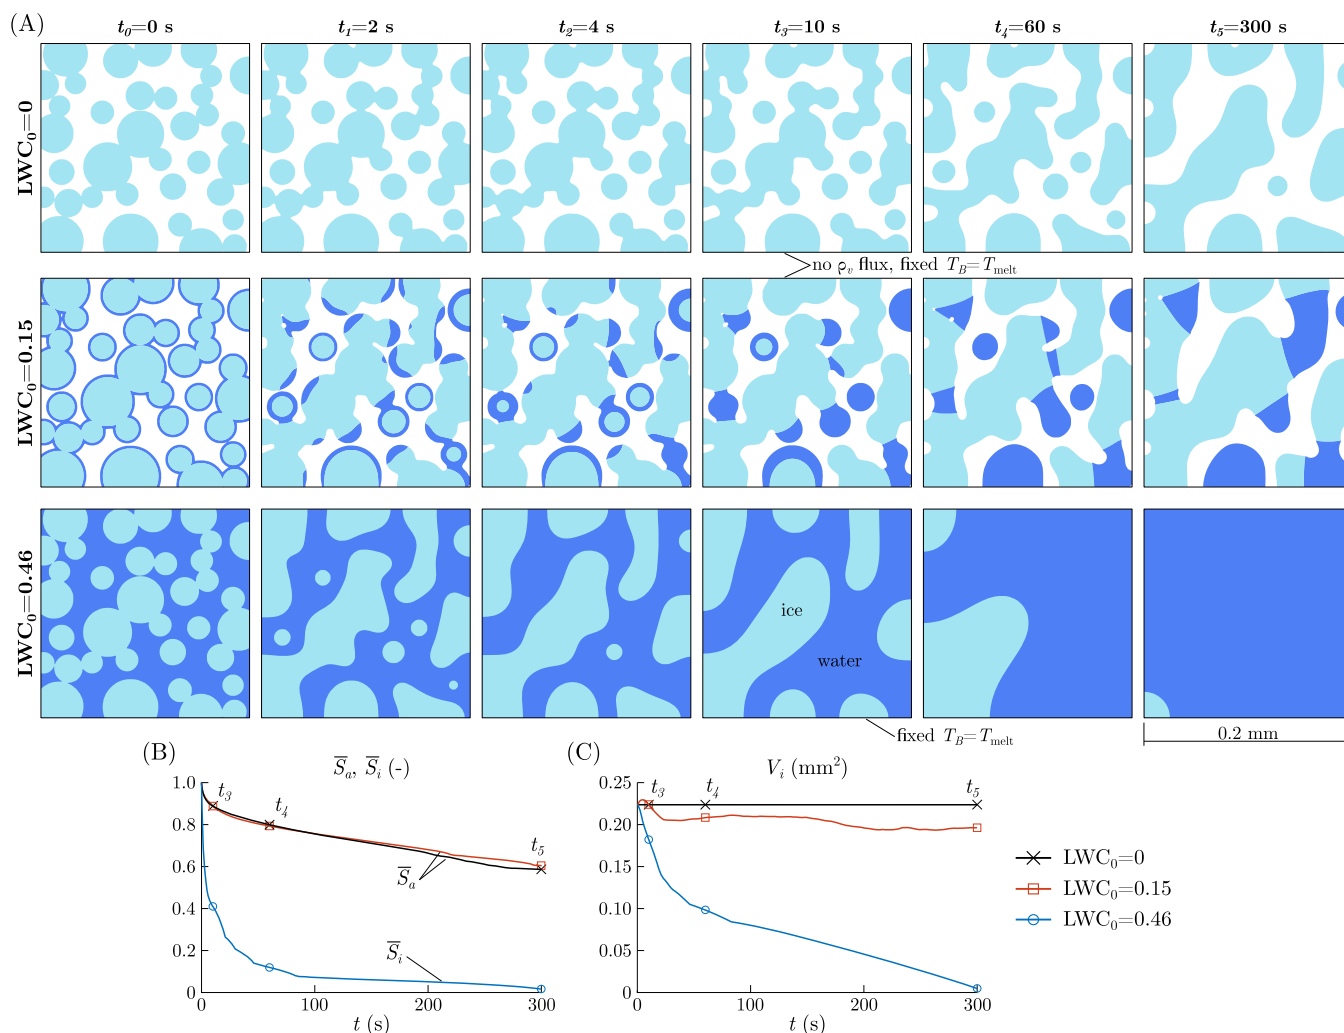 (A)
t₀=0 s
t₁=2 s
t₂=4 s
t₃=10 s
t₄=60 s
t₅=300 s
LWC₀=0
no ρᵥ flux, fixed T_B=T_melt
LWC₀=0.15
LWC₀=0.46
ice
water
fixed T_B=T_melt
0.2 mm
(B)
S̅ₐ, S̅ᵢ (-)
1.0
0.8
0.6
0.4
0.2
0
t₃
t₄
t₅
S̅ₐ
S̅ᵢ
0
100
200
300
t (s)
(C)
Vᵢ (mm²)
0.25
0.20
0.15
0.10
0.05
0
t₃
t₄
t₅
0
100
200
300
t (s)
LWC₀=0
LWC₀=0.15
LWC₀=0.46